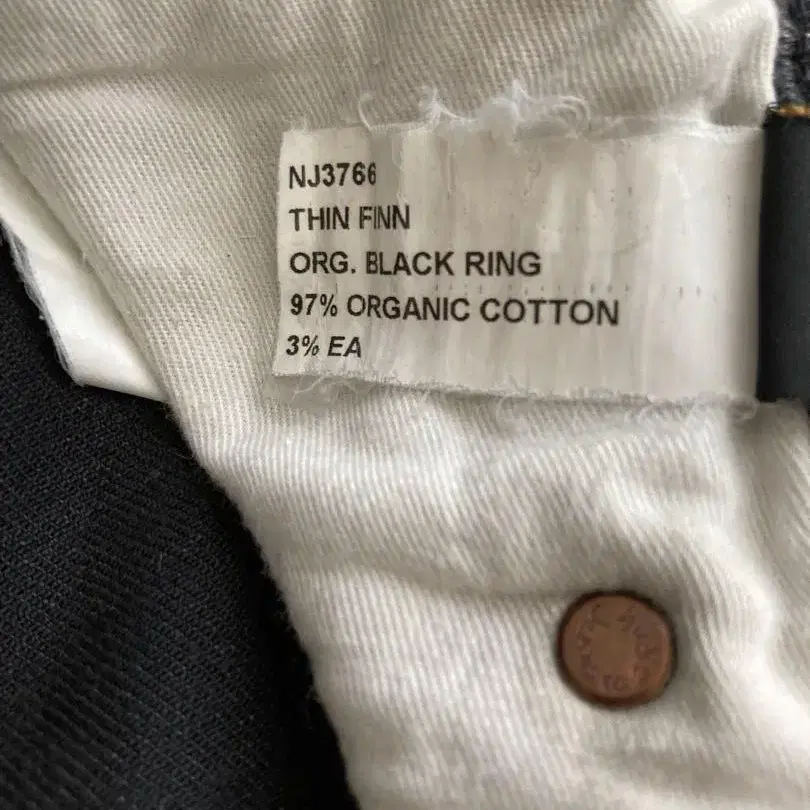 NJ3766
THIN FINN
ORG. BLACK RING
97% ORGANIC COTTON
3% EA